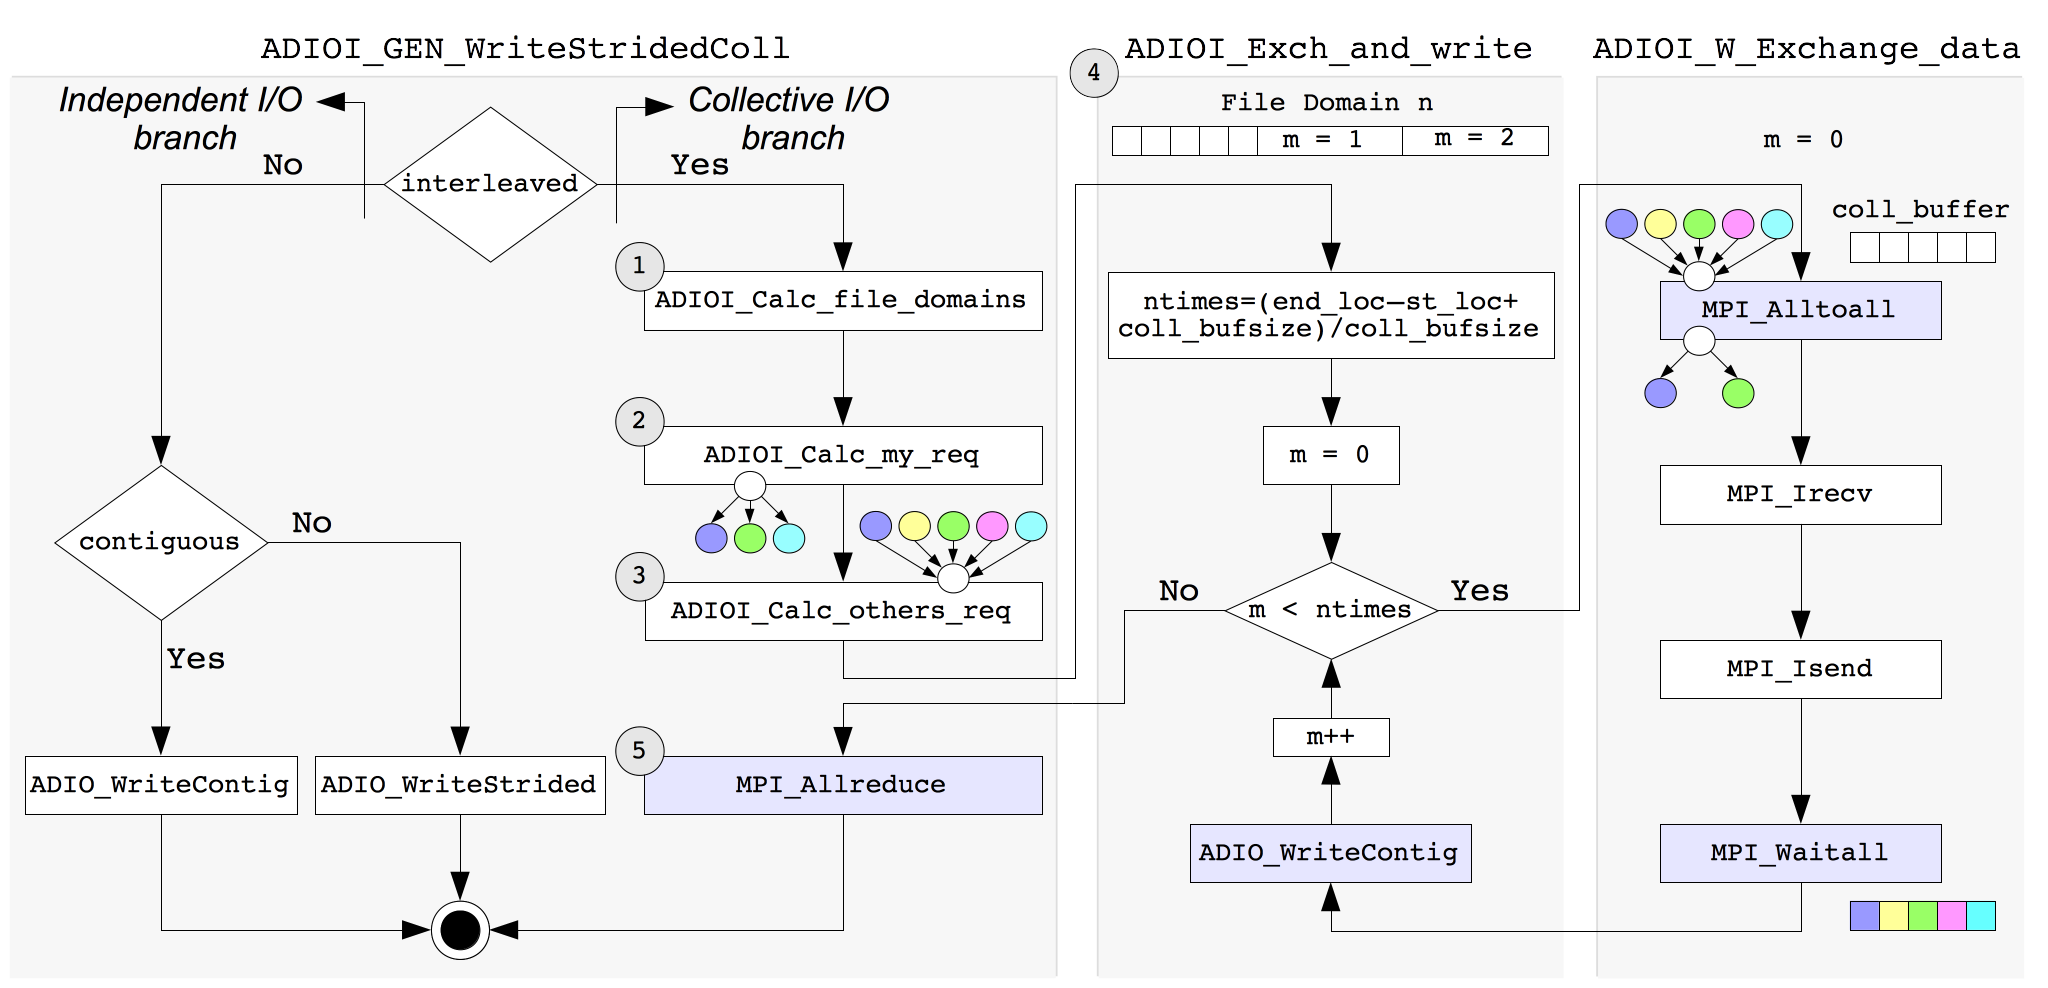 ADIOI_GEN_WriteStridedColl
Independent I/O
branch
Collective I/O
branch
No
interleaved
Yes
1
ADIOI_Calc_file_domains
2
ADIOI_Calc_my_req
contiguous
No
Yes
3
ADIOI_Calc_others_req
ADIO_WriteContig
ADIO_WriteStrided
5
MPI_Allreduce
4
ADIOI_Exch_and_write
File Domain n
m = 1
m = 2
ntimes=(end_loc–st_loc+
coll_bufsize)/coll_bufsize
m = 0
No
m < ntimes
Yes
m++
ADIO_WriteContig
ADIOI_W_Exchange_data
m = 0
coll_buffer
MPI_Alltoall
MPI_Irecv
MPI_Isend
MPI_Waitall